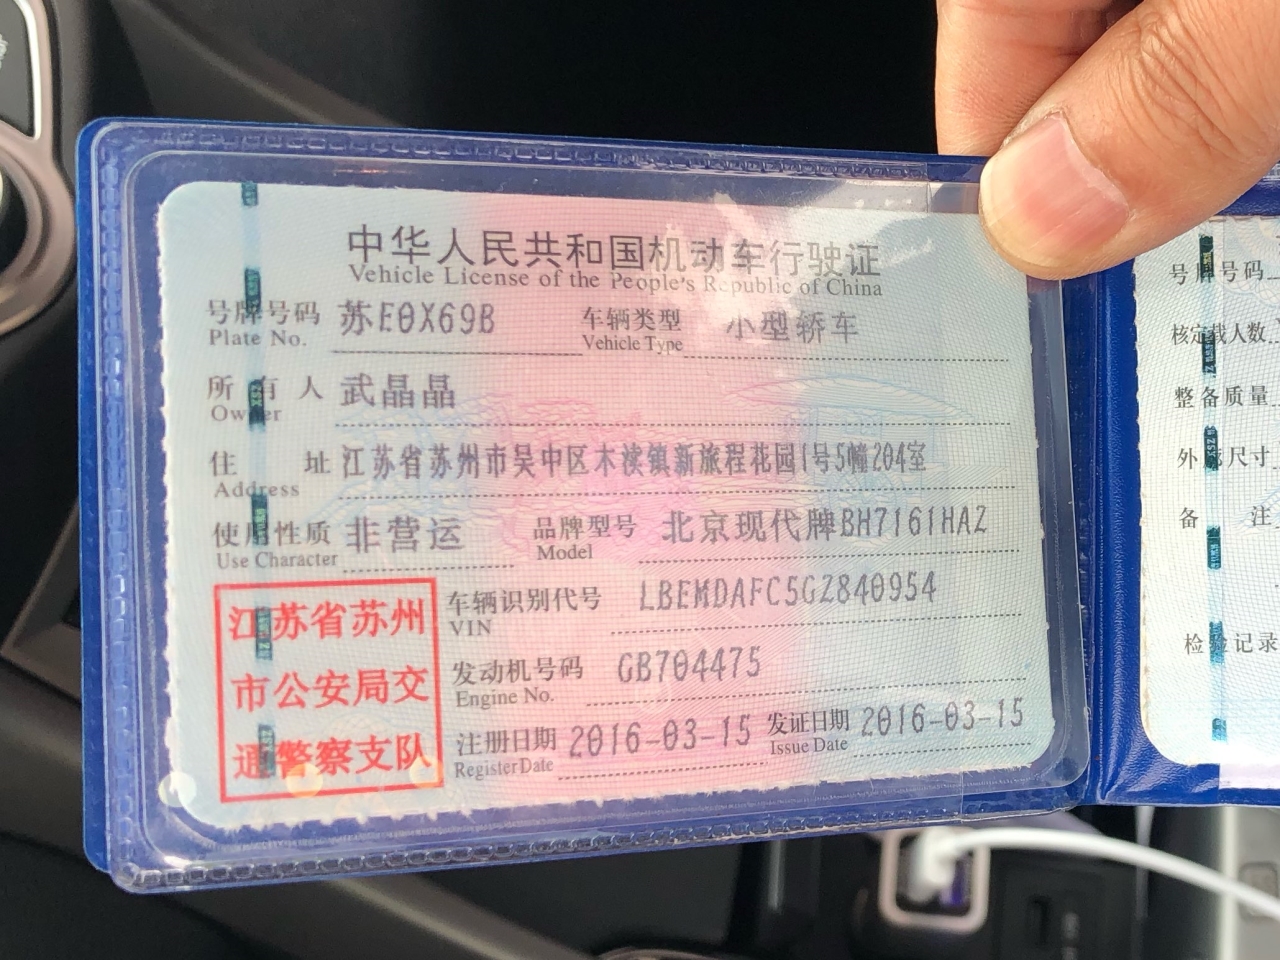 中华人民共和国机动车行驶证
Vehicle License of the People's Republic of China
号牌号码 苏E0X69B 车辆类型 小型轿车
Plate No. Vehicle Type
所有人 武晶晶
Owner
住址 江苏省苏州市吴中区木渎镇新旅程花园1号5幢204室
Address
使用性质 非营运 品牌型号 北京现代牌BH7161HAZ
Use Character Model
江苏省苏州
市公安局交
通警察支队
车辆识别代号 LBEMDAFC5GZ840954
VIN
发动机号码 GB704475
Engine No.
注册日期 2016-03-15 发证日期 2016-03-15
Register Date Issue Date
号牌号码
核定载人数
整备质量
外廓尺寸
备注
检验记录